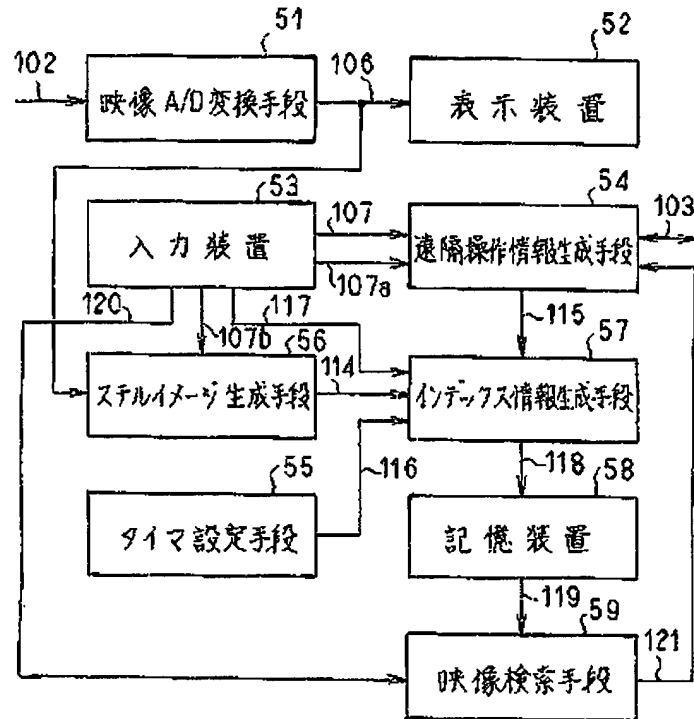 51
52
102
106
映像A/D変換手段
表示装置
53
54
107
103
入力装置
遠隔操作情報生成手段
107a
120
117
107b
56
115
57
114
ステルイメージ生成手段
インデックス情報生成手段
55
116
118
58
タイマ設定手段
記憶装置
119
59
映像検索手段
121